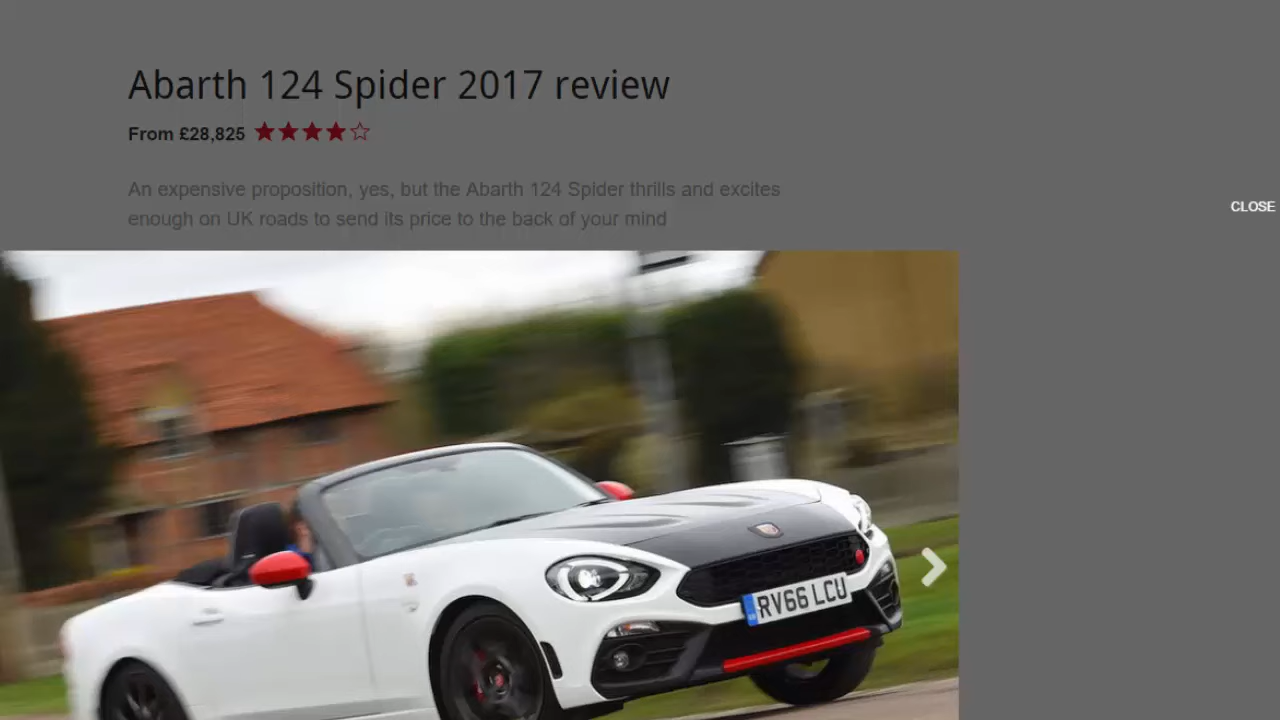 Abarth 124 Spider 2017 review
From £28,825
An expensive proposition, yes, but the Abarth 124 Spider thrills and excites
enough on UK roads to send its price to the back of your mind
CLOSE
RV66 LCU